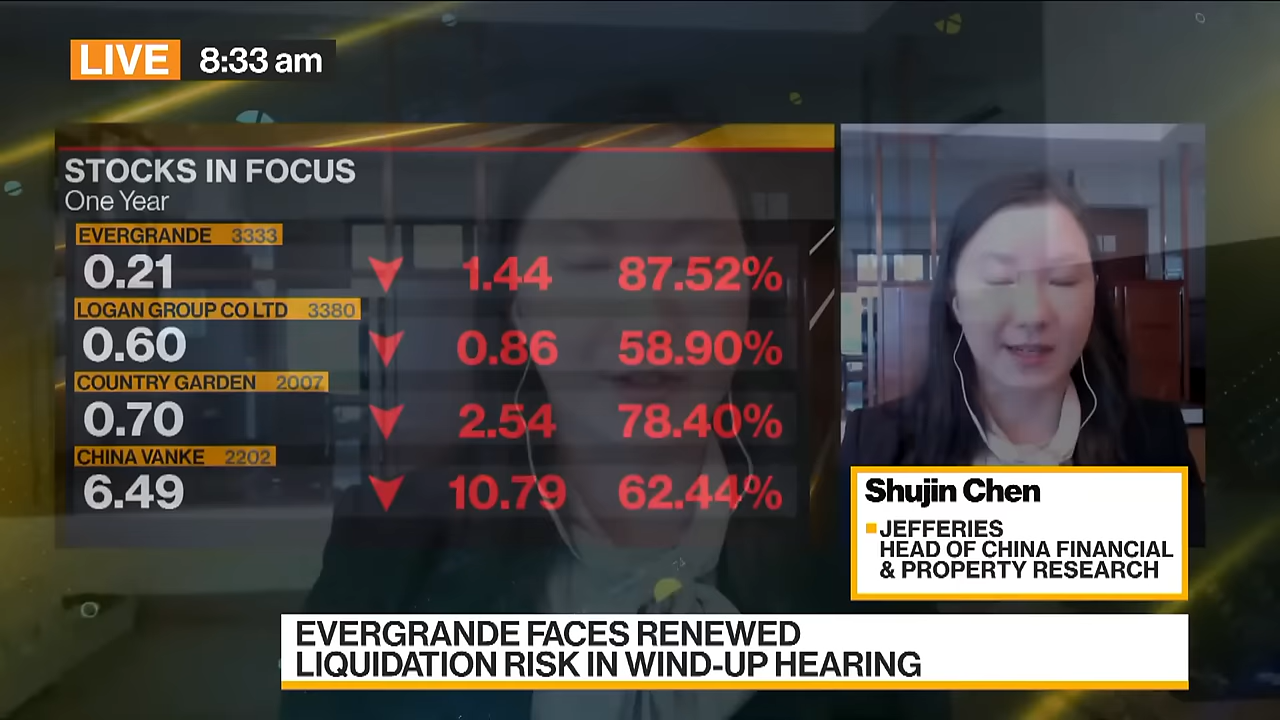 LIVE 8:33 am
STOCKS IN FOCUS
One Year
EVERGRANDE 3333
0.21 1.44 87.52%
LOGAN GROUP CO LTD 3380
0.60 0.86 58.90%
COUNTRY GARDEN 2007
0.70 2.54 78.40%
CHINA VANKE 2202
6.49 10.79 62.44%
Shujin Chen
JEFFERIES
HEAD OF CHINA FINANCIAL
& PROPERTY RESEARCH
EVERGRANDE FACES RENEWED
LIQUIDATION RISK IN WIND-UP HEARING